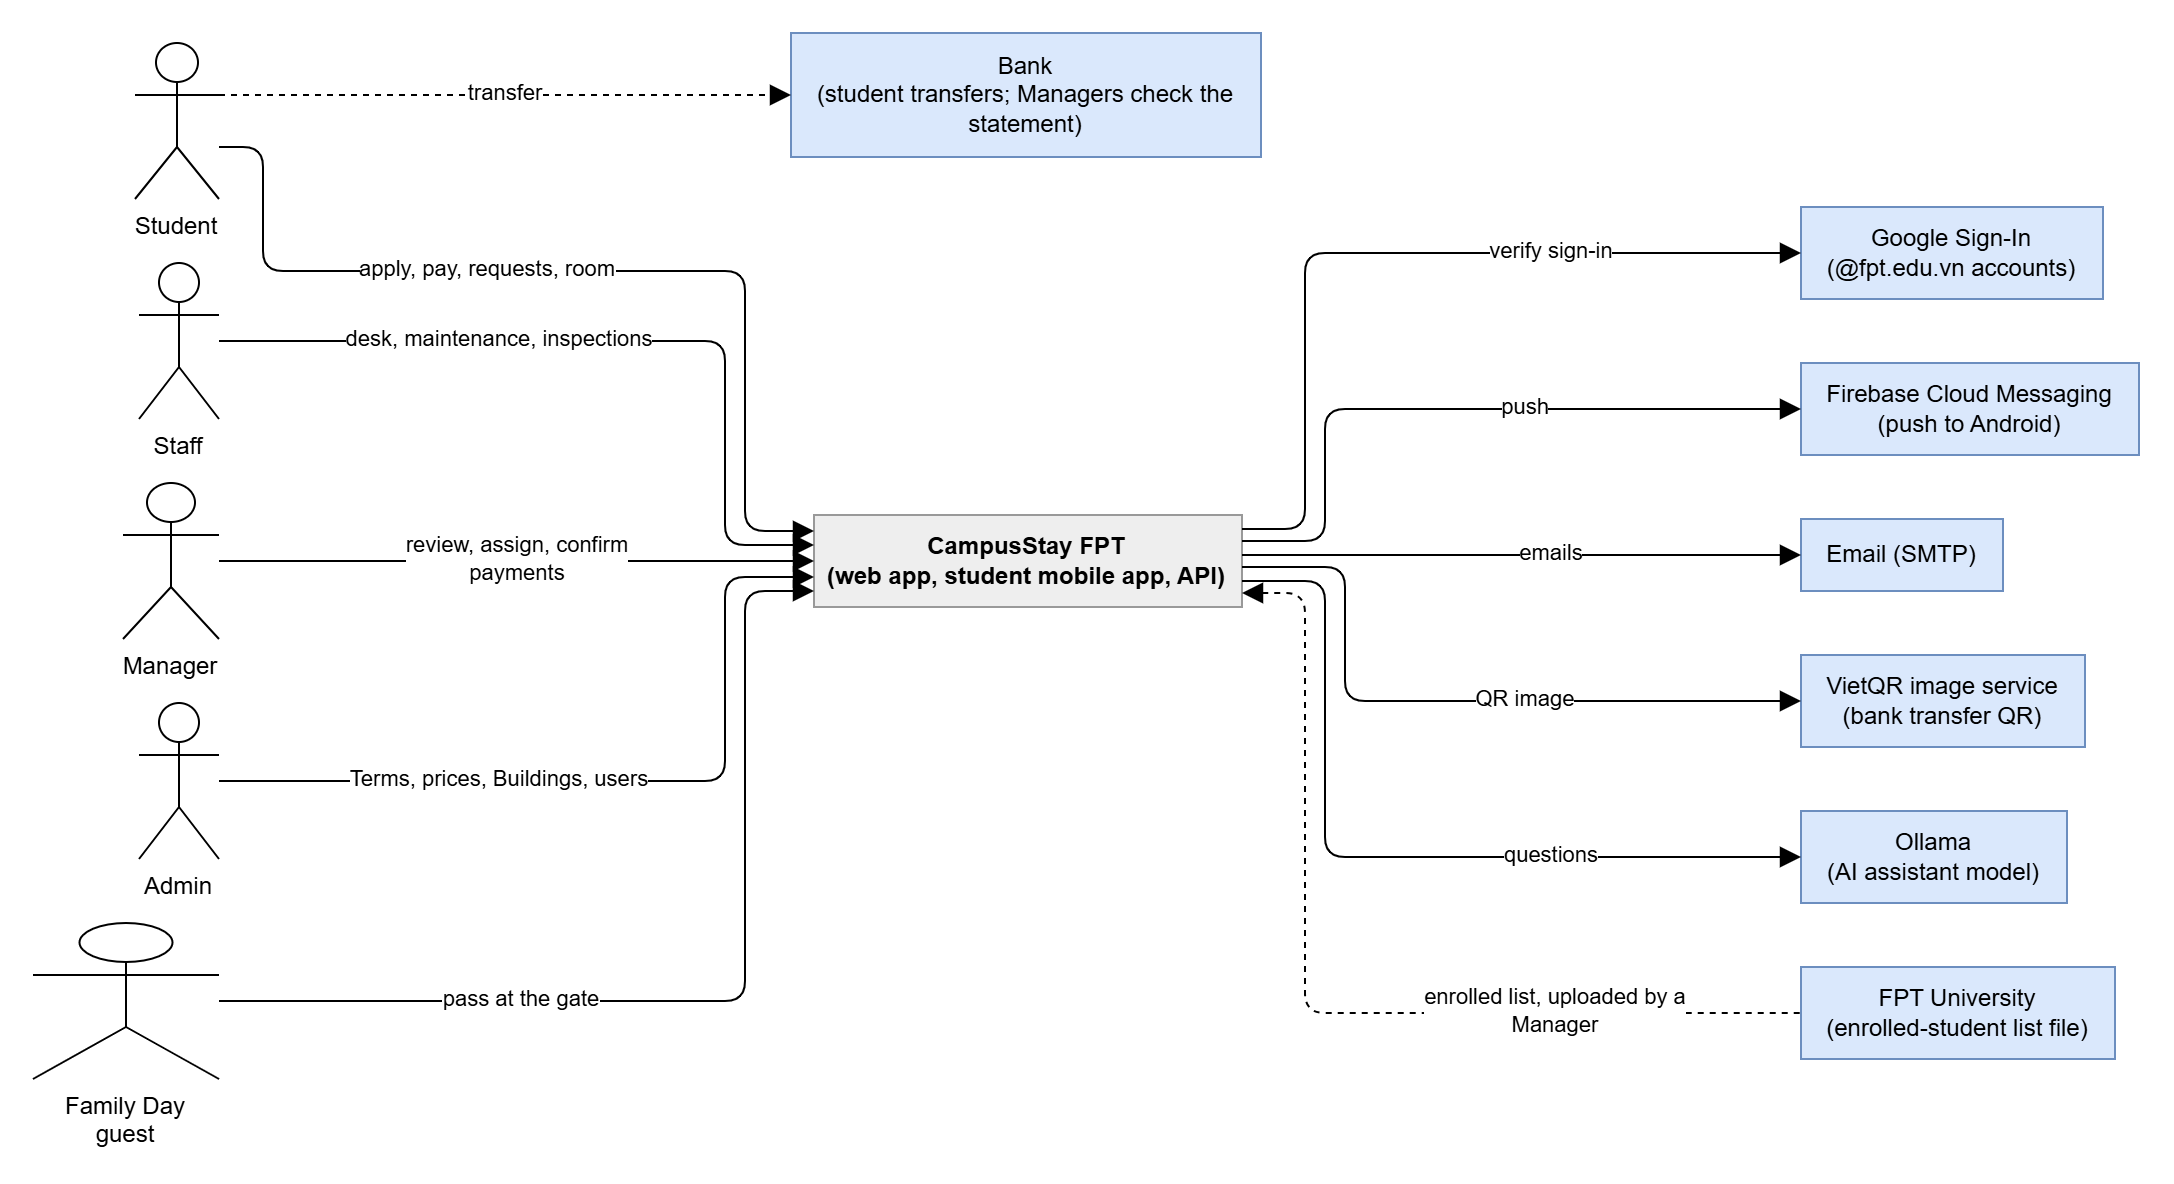 Bank
(student transfers; Managers check the
statement)
transfer
Student
apply, pay, requests, room
verify sign-in
Google Sign-In
(@fpt.edu.vn accounts)
desk, maintenance, inspections
Staff
push
Firebase Cloud Messaging
(push to Android)
review, assign, confirm
payments
Manager
CampusStay FPT
(web app, student mobile app, API)
emails
Email (SMTP)
QR image
VietQR image service
(bank transfer QR)
Terms, prices, Buildings, users
Admin
questions
Ollama
(AI assistant model)
pass at the gate
Family Day
guest
enrolled list, uploaded by a
Manager
FPT University
(enrolled-student list file)